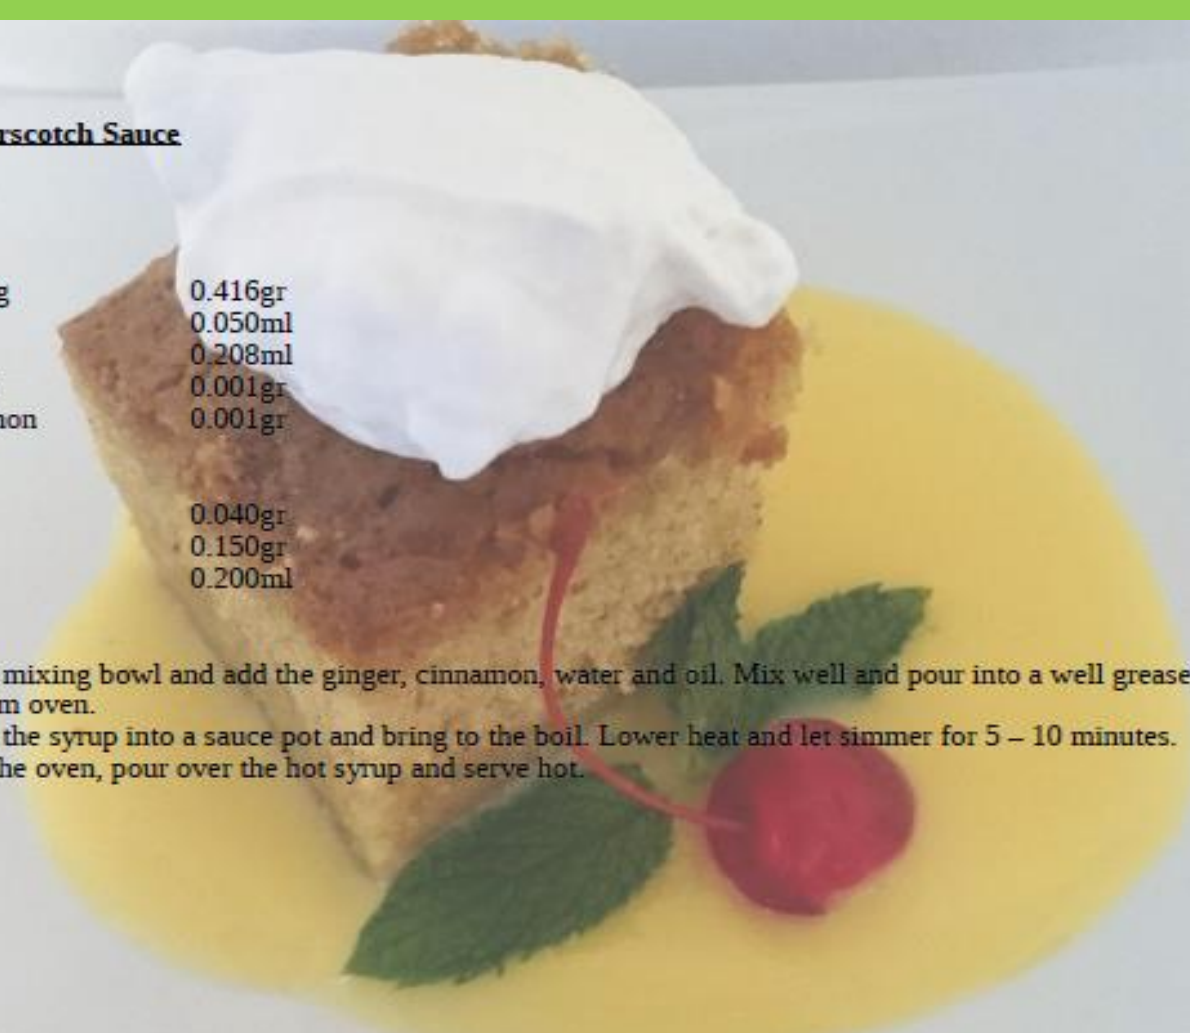 rscotch Sauce
g 0.416gr
0.050ml
0.208ml
0.001gr
non 0.001gr
0.040gr
0.150gr
0.200ml
mixing bowl and add the ginger, cinnamon, water and oil. Mix well and pour into a well grease
m oven.
the syrup into a sauce pot and bring to the boil. Lower heat and let simmer for 5 – 10 minutes.
he oven, pour over the hot syrup and serve hot.